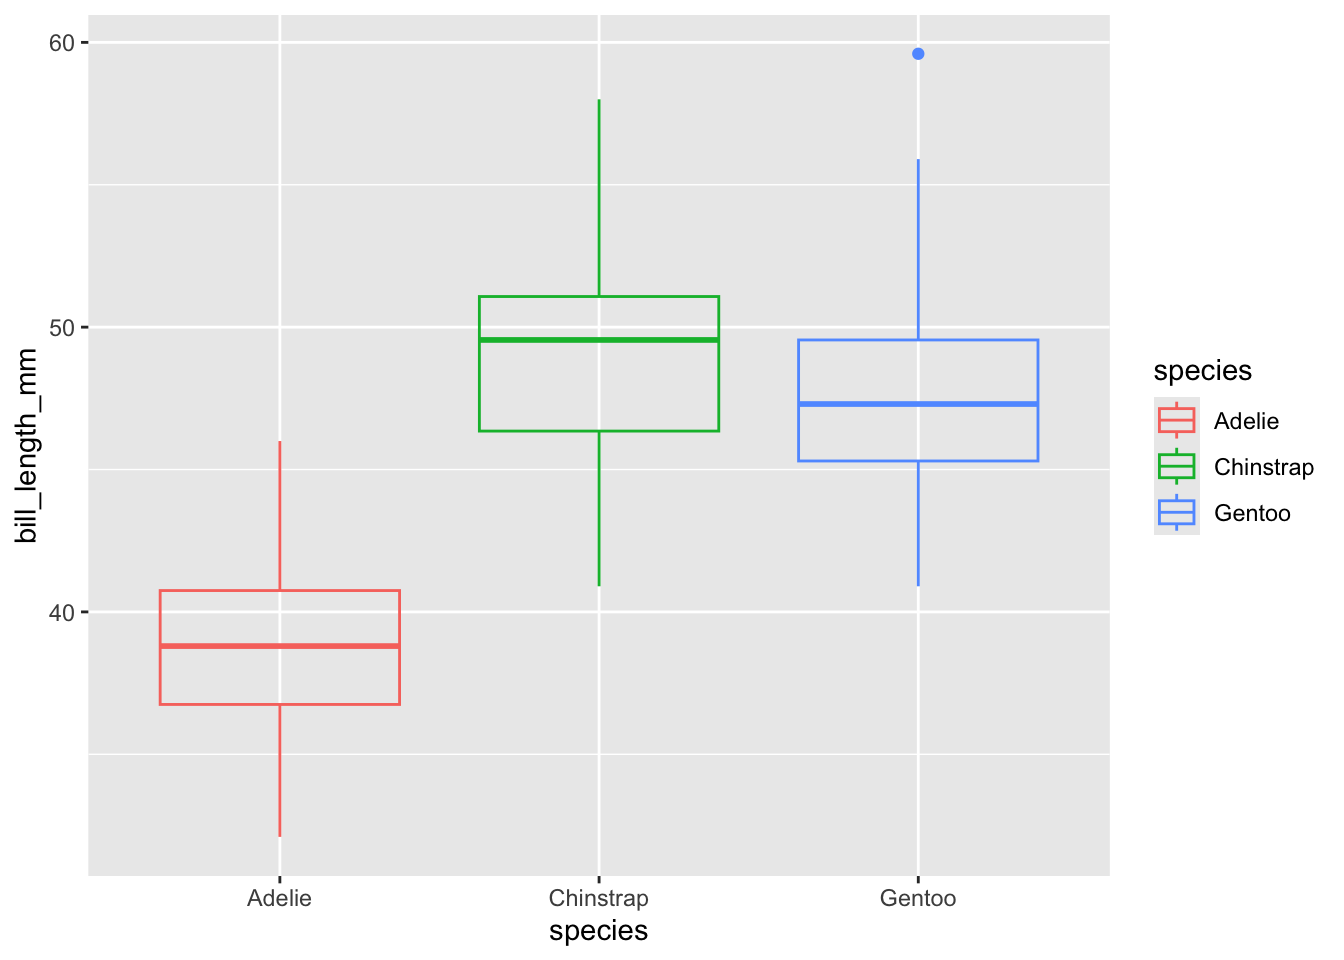 60
50
40
bill_length_mm
Adelie
Chinstrap
Gentoo
species
species
Adelie
Chinstrap
Gentoo